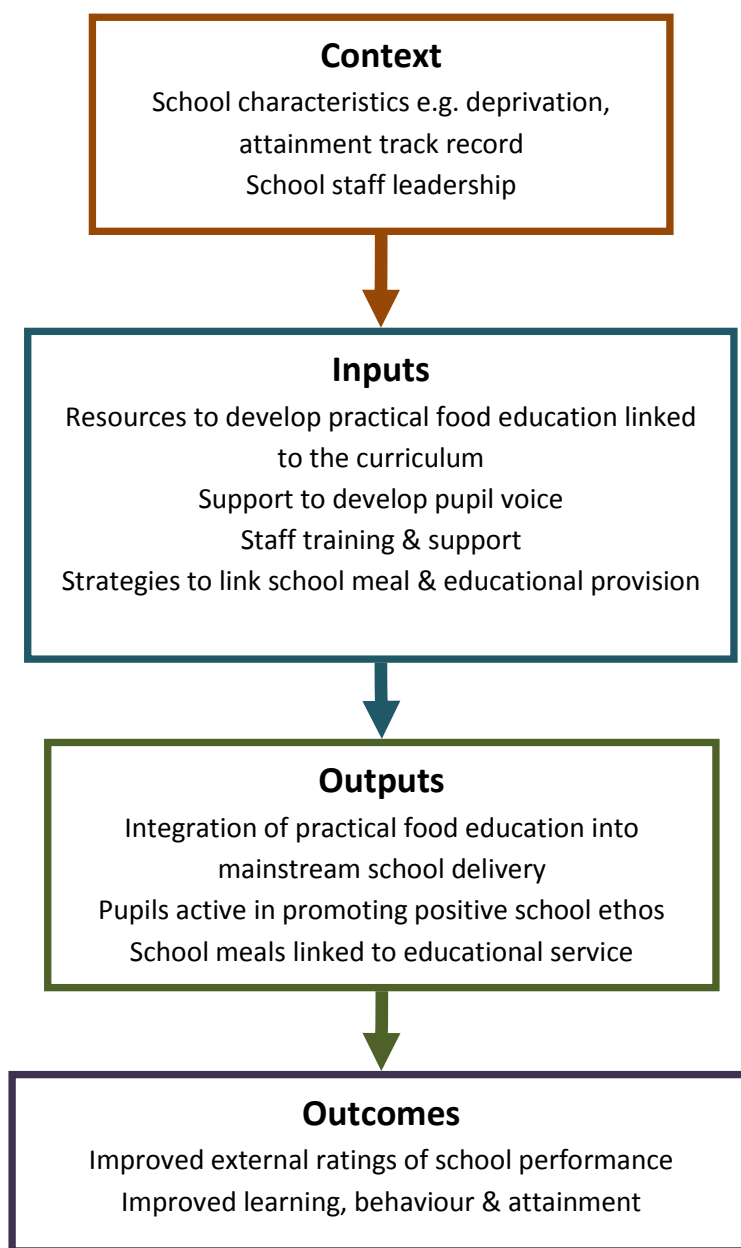 Context
School characteristics e.g. deprivation,
attainment track record
School staff leadership
Inputs
Resources to develop practical food education linked
to the curriculum
Support to develop pupil voice
Staff training & support
Strategies to link school meal & educational provision
Outputs
Integration of practical food education into
mainstream school delivery
Pupils active in promoting positive school ethos
School meals linked to educational service
Outcomes
Improved external ratings of school performance
Improved learning, behaviour & attainment